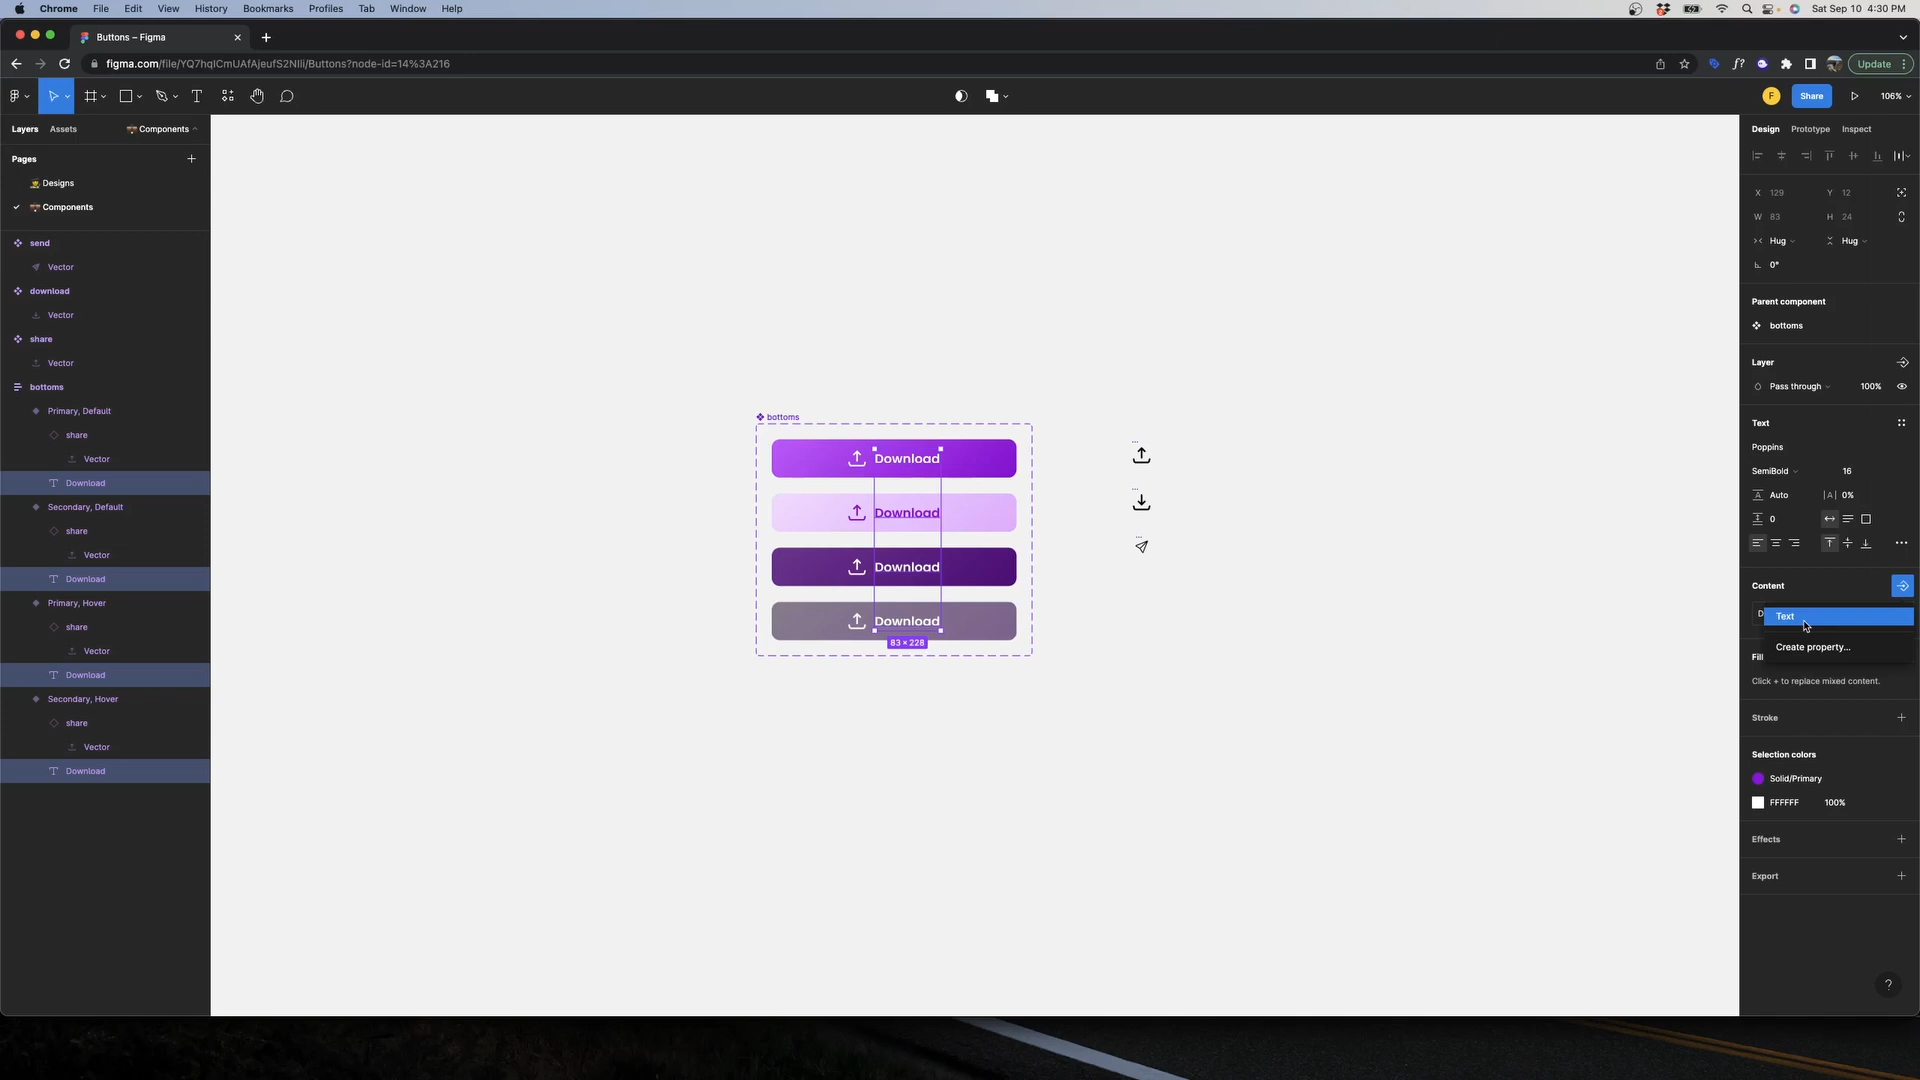 Chrome File Edit View History Bookmarks Profiles Tab Window Help
Sat Sep 10 4:30 PM
Buttons – Figma
figma.com/file/YQ7hqICmUAfAjeufS2NIli/Buttons?node-id=14%3A216
Update
F
Share
106%
Layers Assets Components
Pages
Designs
Components
send
Vector
download
Vector
share
Vector
bottoms
Primary, Default
share
Vector
Download
Secondary, Default
share
Vector
Download
Primary, Hover
share
Vector
Download
Secondary, Hover
share
Vector
Download
bottoms
Download
Download
Download
Download
83 × 228
...
...
...
Design Prototype Inspect
X 129 Y 12
W 83 H 24
Hug Hug
0°
Parent component
bottoms
Layer
Pass through 100%
Text
Poppins
SemiBold 16
Auto 0%
0
Content
D
Text
Create property...
Fill
Click + to replace mixed content.
Stroke
Selection colors
Solid/Primary
FFFFFF 100%
Effects
Export
?